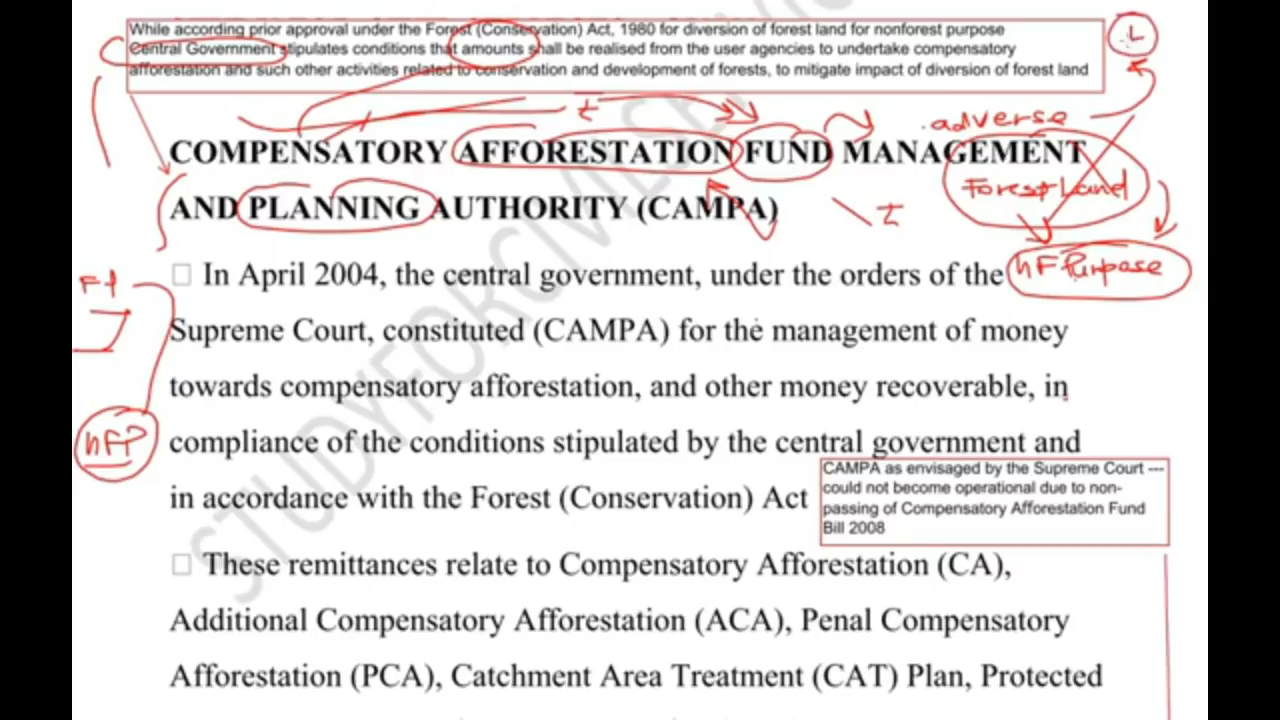 While according prior approval under the Forest (Conservation) Act, 1980 for diversion of forest land for nonforest purpose
Central Government stipulates conditions that amounts shall be realised from the user agencies to undertake compensatory
afforestation and such other activities related to conservation and development of forests, to mitigate impact of diversion of forest land
L
t
adverse
COMPENSATORY AFFORESTATION FUND MANAGEMENT
Forest Land
AND PLANNING AUTHORITY (CAMPA)
In April 2004, the central government, under the orders of the
nF Purpose
Supreme Court, constituted (CAMPA) for the management of money
towards compensatory afforestation, and other money recoverable, in
nFP
compliance of the conditions stipulated by the central government and
in accordance with the Forest (Conservation) Act
CAMPA as envisaged by the Supreme Court ---
could not become operational due to non-
passing of Compensatory Afforestation Fund
Bill 2008
These remittances relate to Compensatory Afforestation (CA),
Additional Compensatory Afforestation (ACA), Penal Compensatory
Afforestation (PCA), Catchment Area Treatment (CAT) Plan, Protected